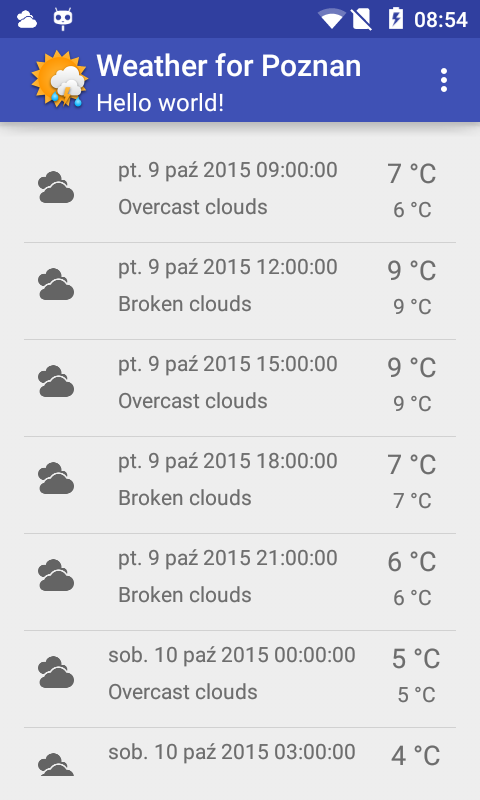 08:54
Weather for Poznan
Hello world!
pt. 9 paź 2015 09:00:00 7 °C
Overcast clouds 6 °C
pt. 9 paź 2015 12:00:00 9 °C
Broken clouds 9 °C
pt. 9 paź 2015 15:00:00 9 °C
Overcast clouds 9 °C
pt. 9 paź 2015 18:00:00 7 °C
Broken clouds 7 °C
pt. 9 paź 2015 21:00:00 6 °C
Broken clouds 6 °C
sob. 10 paź 2015 00:00:00 5 °C
Overcast clouds 5 °C
sob. 10 paź 2015 03:00:00 4 °C